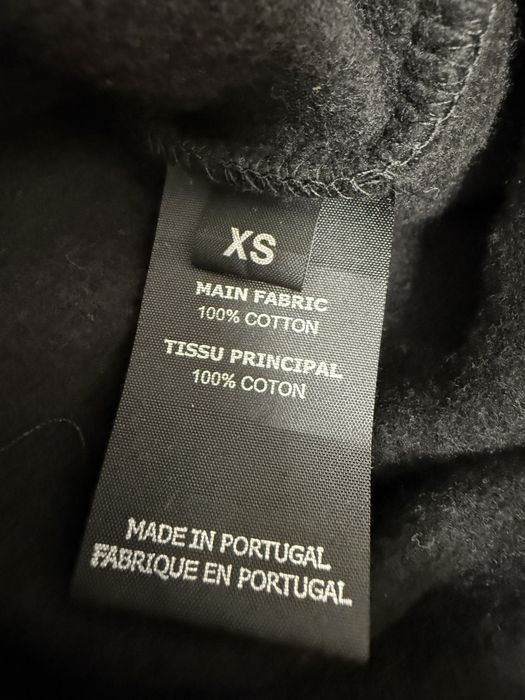 XS
MAIN FABRIC
100% COTTON
TISSU PRINCIPAL
100% COTON
MADE IN PORTUGAL
FABRIQUE EN PORTUGAL